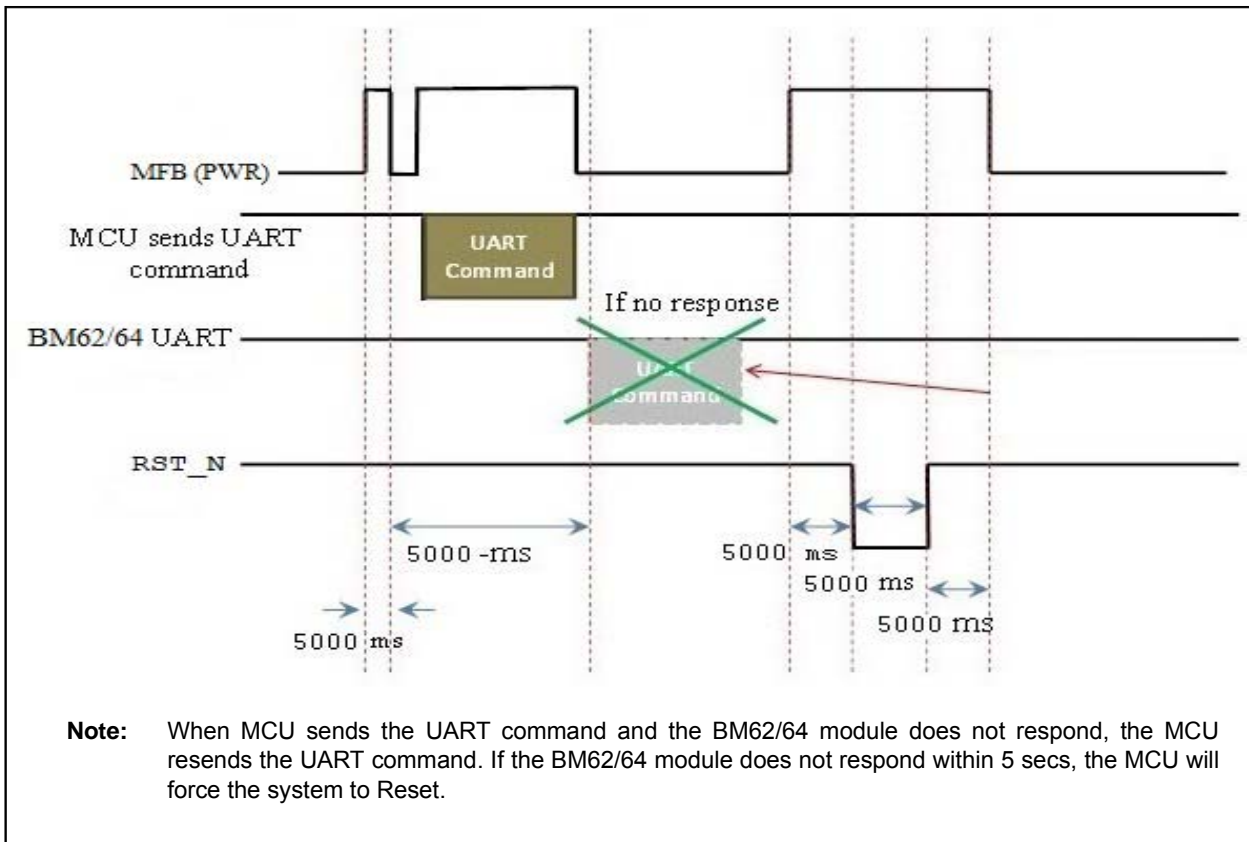 MFB (PWR)
MCU sends UART
command
UART
Command
If no response
BM62/64 UART
UART
Command
RST_N
5000 -ms
5000 ms
5000 ms
5000 ms
5000 ms
Note: When MCU sends the UART command and the BM62/64 module does not respond, the MCU
resends the UART command. If the BM62/64 module does not respond within 5 secs, the MCU will
force the system to Reset.